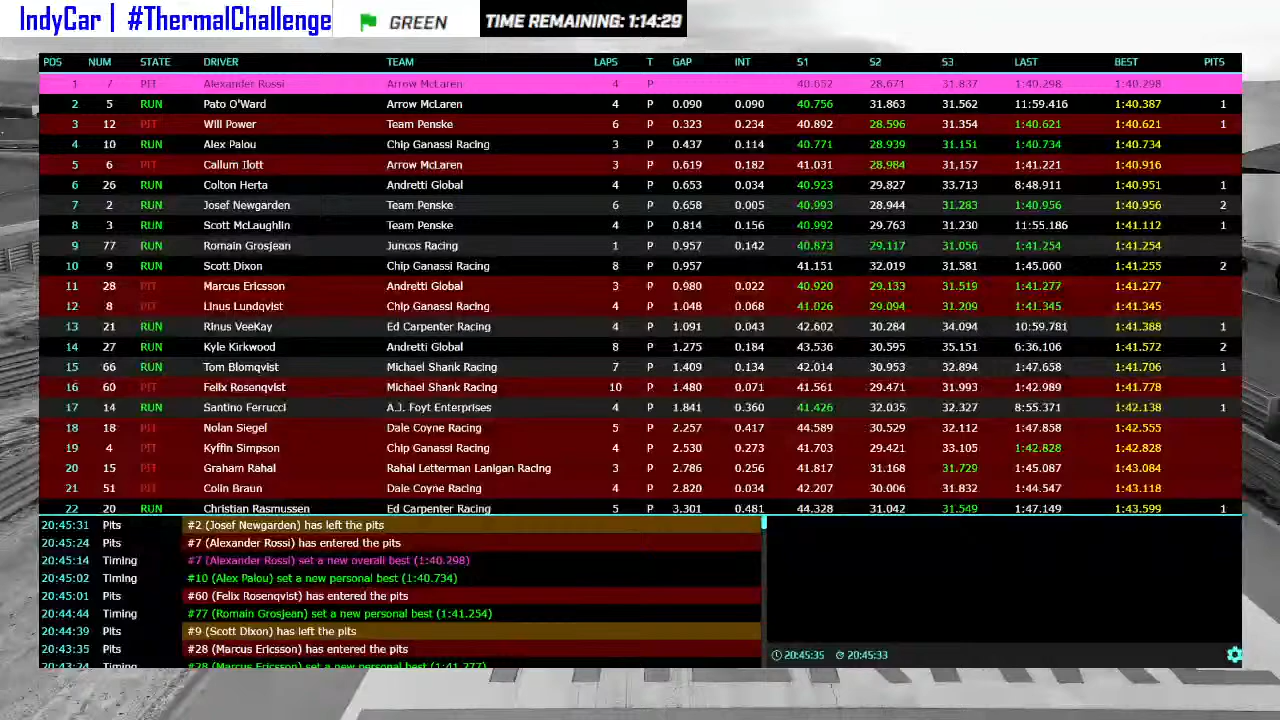 IndyCar | #ThermalChallenge GREEN TIME REMAINING: 1:14:29
POS NUM STATE DRIVER TEAM LAPS T GAP INT S1 S2 S3 LAST BEST PITS
1 7 PIT Alexander Rossi Arrow McLaren 4 P 40.652 28.671 31.837 1:40.298 1:40.298
2 5 RUN Pato O'Ward Arrow McLaren 4 P 0.090 0.090 40.756 31.863 31.562 11:59.416 1:40.387 1
3 12 PIT Will Power Team Penske 6 P 0.323 0.234 40.892 28.596 31.354 1:40.621 1:40.621 1
4 10 RUN Alex Palou Chip Ganassi Racing 3 P 0.437 0.114 40.771 28.939 31.151 1:40.734 1:40.734
5 6 PIT Callum Ilott Arrow McLaren 3 P 0.619 0.182 41.031 28.984 31.157 1:41.221 1:40.916
6 26 RUN Colton Herta Andretti Global 4 P 0.653 0.034 40.923 29.827 33.713 8:48.911 1:40.951 1
7 2 RUN Josef Newgarden Team Penske 6 P 0.658 0.005 40.993 28.944 31.283 1:40.956 1:40.956 2
8 3 RUN Scott McLaughlin Team Penske 4 P 0.814 0.156 40.992 29.763 31.230 11:55.186 1:41.112 1
9 77 RUN Romain Grosjean Juncos Racing 1 P 0.957 0.142 40.873 29.117 31.056 1:41.254 1:41.254
10 9 RUN Scott Dixon Chip Ganassi Racing 8 P 0.957 41.151 32.019 31.581 1:45.060 1:41.255 2
11 28 PIT Marcus Ericsson Andretti Global 3 P 0.980 0.022 40.920 29.133 31.519 1:41.277 1:41.277
12 8 PIT Linus Lundqvist Chip Ganassi Racing 4 P 1.048 0.068 41.026 29.094 31.209 1:41.345 1:41.345
13 21 RUN Rinus VeeKay Ed Carpenter Racing 4 P 1.091 0.043 42.602 30.284 34.094 10:59.781 1:41.388 1
14 27 RUN Kyle Kirkwood Andretti Global 8 P 1.275 0.184 43.536 30.595 35.151 6:36.106 1:41.572 2
15 66 RUN Tom Blomqvist Michael Shank Racing 7 P 1.409 0.134 42.014 30.953 32.894 1:47.658 1:41.706 1
16 60 PIT Felix Rosenqvist Michael Shank Racing 10 P 1.480 0.071 41.561 29.471 31.993 1:42.989 1:41.778
17 14 RUN Santino Ferrucci A.J. Foyt Enterprises 4 P 1.841 0.360 41.426 32.035 32.327 8:55.371 1:42.138 1
18 18 PIT Nolan Siegel Dale Coyne Racing 5 P 2.257 0.417 44.589 30.529 32.112 1:47.858 1:42.555
19 4 PIT Kyffin Simpson Chip Ganassi Racing 4 P 2.530 0.273 41.703 29.421 33.105 1:42.828 1:42.828
20 15 PIT Graham Rahal Rahal Letterman Lanigan Racing 3 P 2.786 0.256 41.817 31.168 31.729 1:45.087 1:43.084
21 51 PIT Colin Braun Dale Coyne Racing 4 P 2.820 0.034 42.207 30.006 31.832 1:44.547 1:43.118
22 20 RUN Christian Rasmussen Ed Carpenter Racing 5 P 3.301 0.481 44.328 31.042 31.549 1:47.149 1:43.599 1
20:45:31 Pits #2 (Josef Newgarden) has left the pits
20:45:24 Pits #7 (Alexander Rossi) has entered the pits
20:45:14 Timing #7 (Alexander Rossi) set a new overall best (1:40.298)
20:45:02 Timing #10 (Alex Palou) set a new personal best (1:40.734)
20:45:01 Pits #60 (Felix Rosenqvist) has entered the pits
20:44:44 Timing #77 (Romain Grosjean) set a new personal best (1:41.254)
20:44:39 Pits #9 (Scott Dixon) has left the pits
20:43:35 Pits #28 (Marcus Ericsson) has entered the pits
20:43:24 Timing #28 (Marcus Ericsson) set a new personal best (1:41.277)
20:45:35 20:45:33